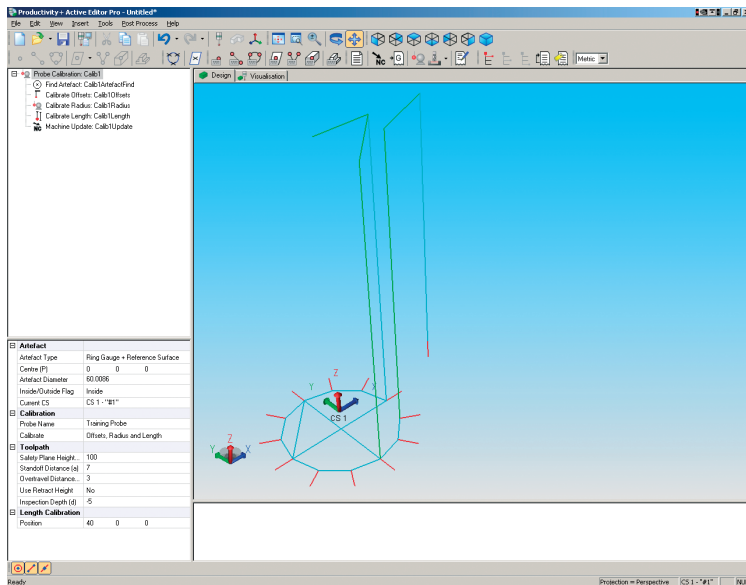 Productivity+ Active Editor Pro - Untitled*
File Edit View Insert Tools Post Process Help
Metric
Probe Calibration: Calib1
Find Artefact: Calib1ArtefactFind
Calibrate Offsets: Calib1Offsets
Calibrate Radius: Calib1Radius
Calibrate Length: Calib1Length
NC Machine Update: Calib1Update
Design Visualisation
Z
Y X
CS 1
Z
Y X
Artefact
Artefact Type Ring Gauge + Reference Surface
Centre (P) 0 0 0
Artefact Diameter 60.0086
Inside/Outside Flag Inside
Current CS CS 1 - "#1"
Calibration
Probe Name Training Probe
Calibrate Offsets, Radius and Length
Toolpath
Safety Plane Height... 100
Standoff Distance (a) 7
Overtravel Distance... 3
Use Retract Height No
Inspection Depth (d) -5
Length Calibration
Position 40 0 0
Ready Projection = Perspective CS 1 - "#1" NU